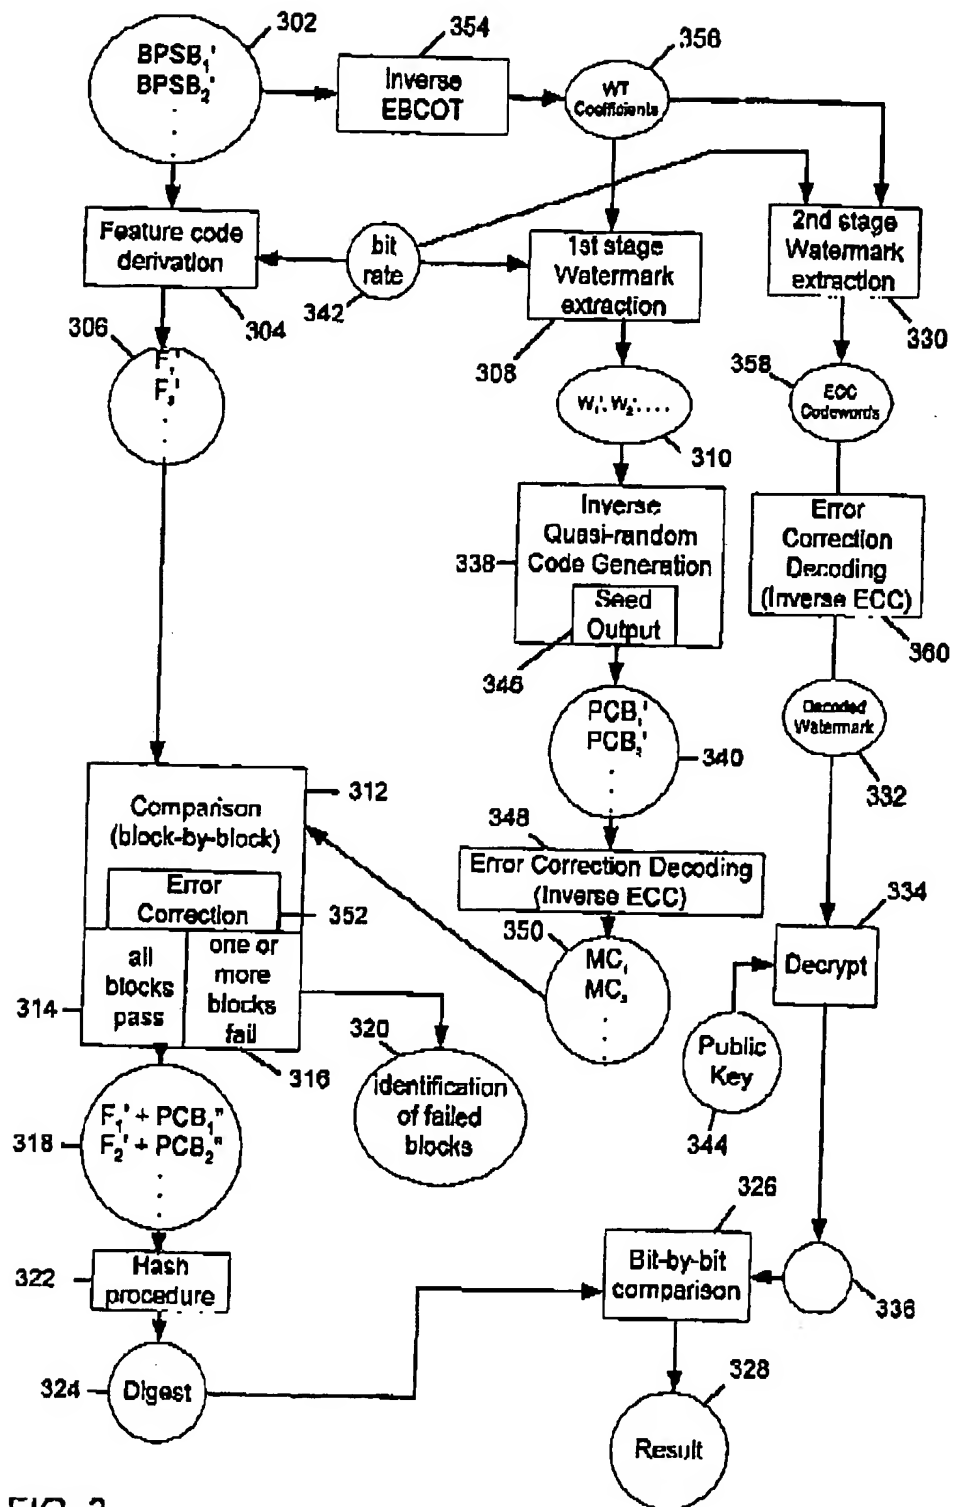 302
BPSB₁'
BPSB₂'
354
Inverse
EBCOT
356
WT
Coefficients
Feature code
derivation
304
bit
rate
342
1st stage
Watermark
extraction
308
2nd stage
Watermark
extraction
330
306
F₁'
W₁', W₂', ....
310
358
ECC
Codewords
Inverse
Quasi-random
Code Generation
338
Seed
Output
346
Error
Correction
Decoding
(Inverse ECC)
360
PCB₁'
PCB₂'
340
Decoded
Watermark
332
312
Comparison
(block-by-block)
Error
Correction
352
348
Error Correction Decoding
(Inverse ECC)
350
MC₁
MC₂
334
Decrypt
all
blocks
pass
314
one or
more
blocks
fail
316
320
identification
of failed
blocks
Public
Key
344
318
F₁' + PCB₁"
F₂' + PCB₂"
322
Hash
procedure
326
Bit-by-bit
comparison
336
324
Digest
328
Result